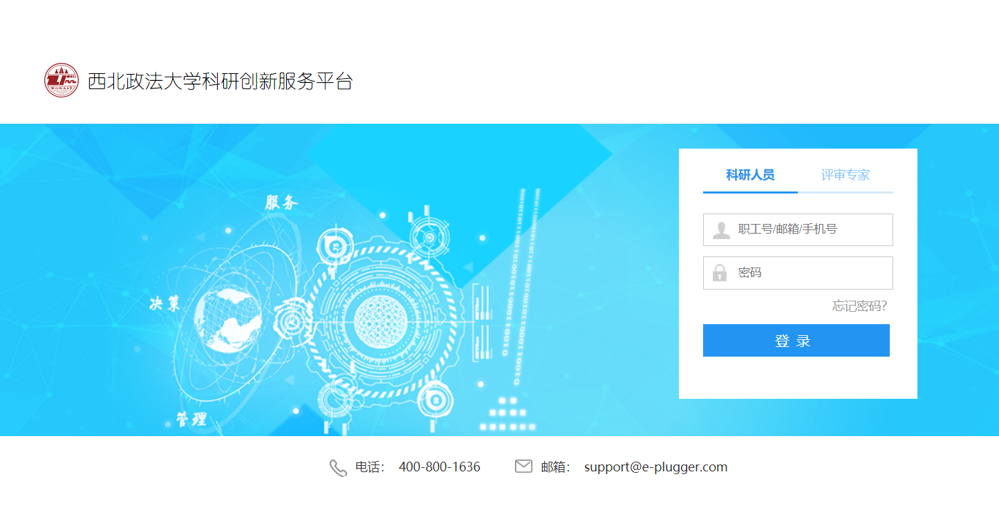 西北政法大学科研创新服务平台
科研人员
评审专家
服务
职工号/邮箱/手机号
密码
决策
忘记密码?
登 录
管理
电话： 400-800-1636
邮箱： support@e-plugger.com